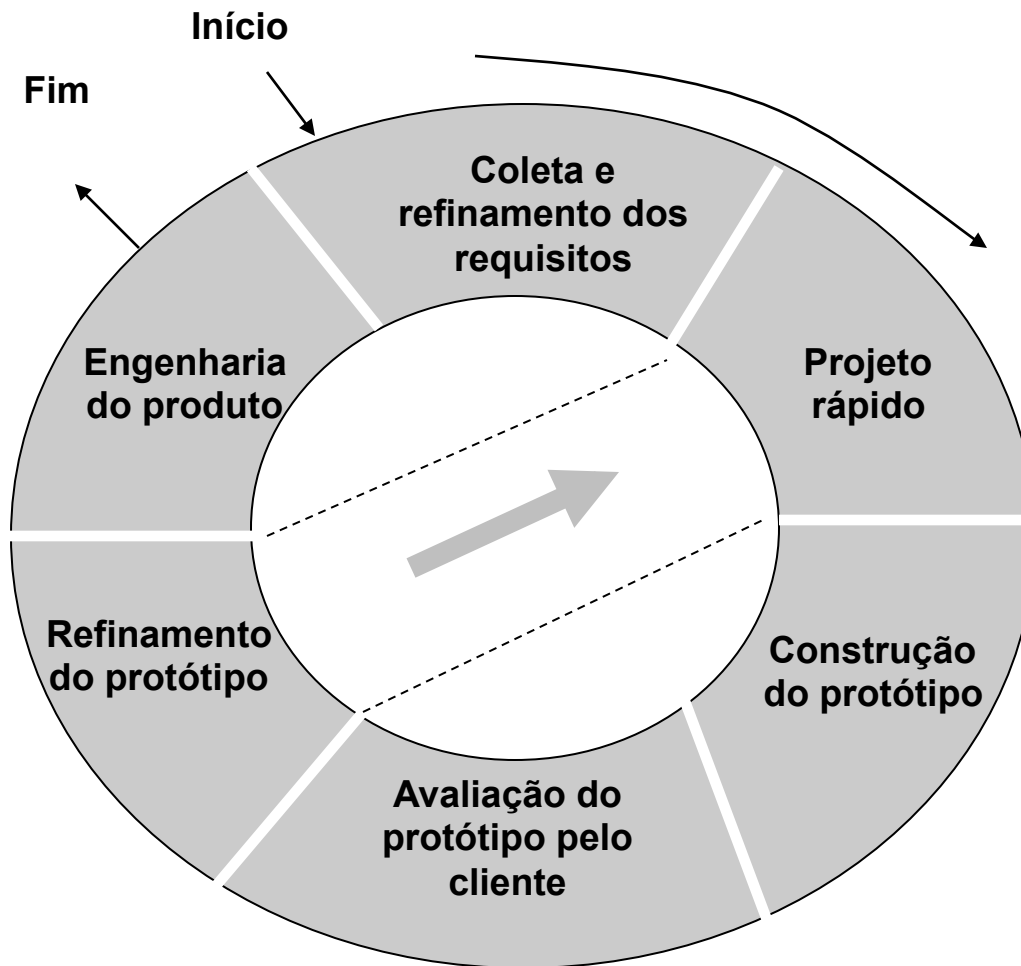 Início
Fim
Coleta e
refinamento dos
requisitos
Projeto
rápido
Construção
do protótipo
Avaliação do
protótipo pelo
cliente
Refinamento
do protótipo
Engenharia
do produto